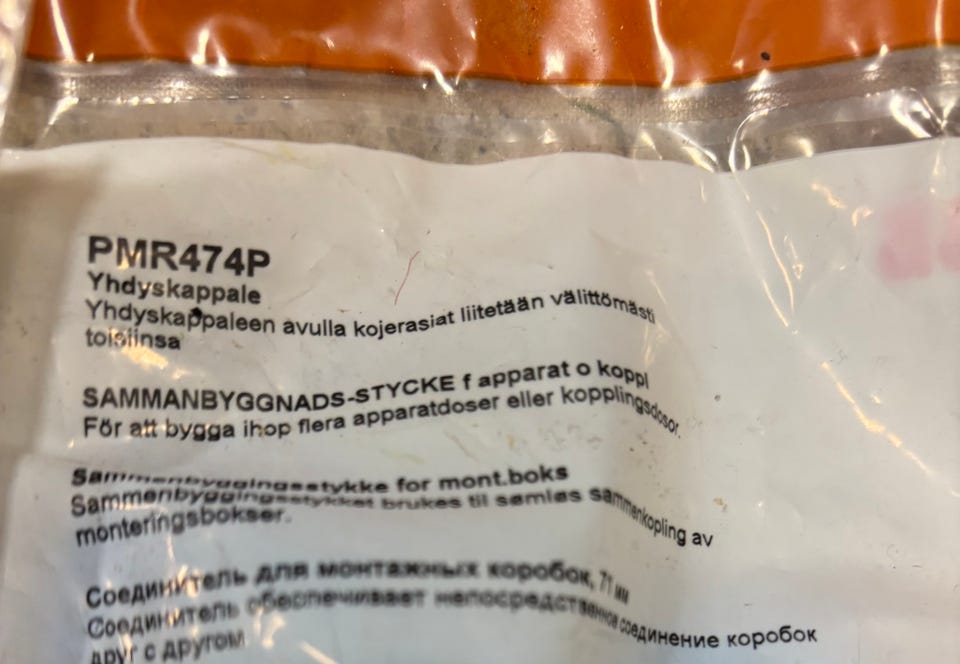 PMR474P
Yhdyskappale
Yhdyskappaleen avulla kojerasiat liitetään välittömästi
toisiinsa
SAMMANBYGGNADS-STYCKE f apparat o koppl
För att bygga ihop flera apparatdoser eller kopplingsdosor.
Sammenbyggingsstykke for mont.boks
Sammenbyggingsstykket brukes til sømløs sammenkopling av
monteringsbokser.
Соединитель для монтажных коробок, 71 мм
Соединитель обеспечивает непосредственное соединение коробок
друг с другом